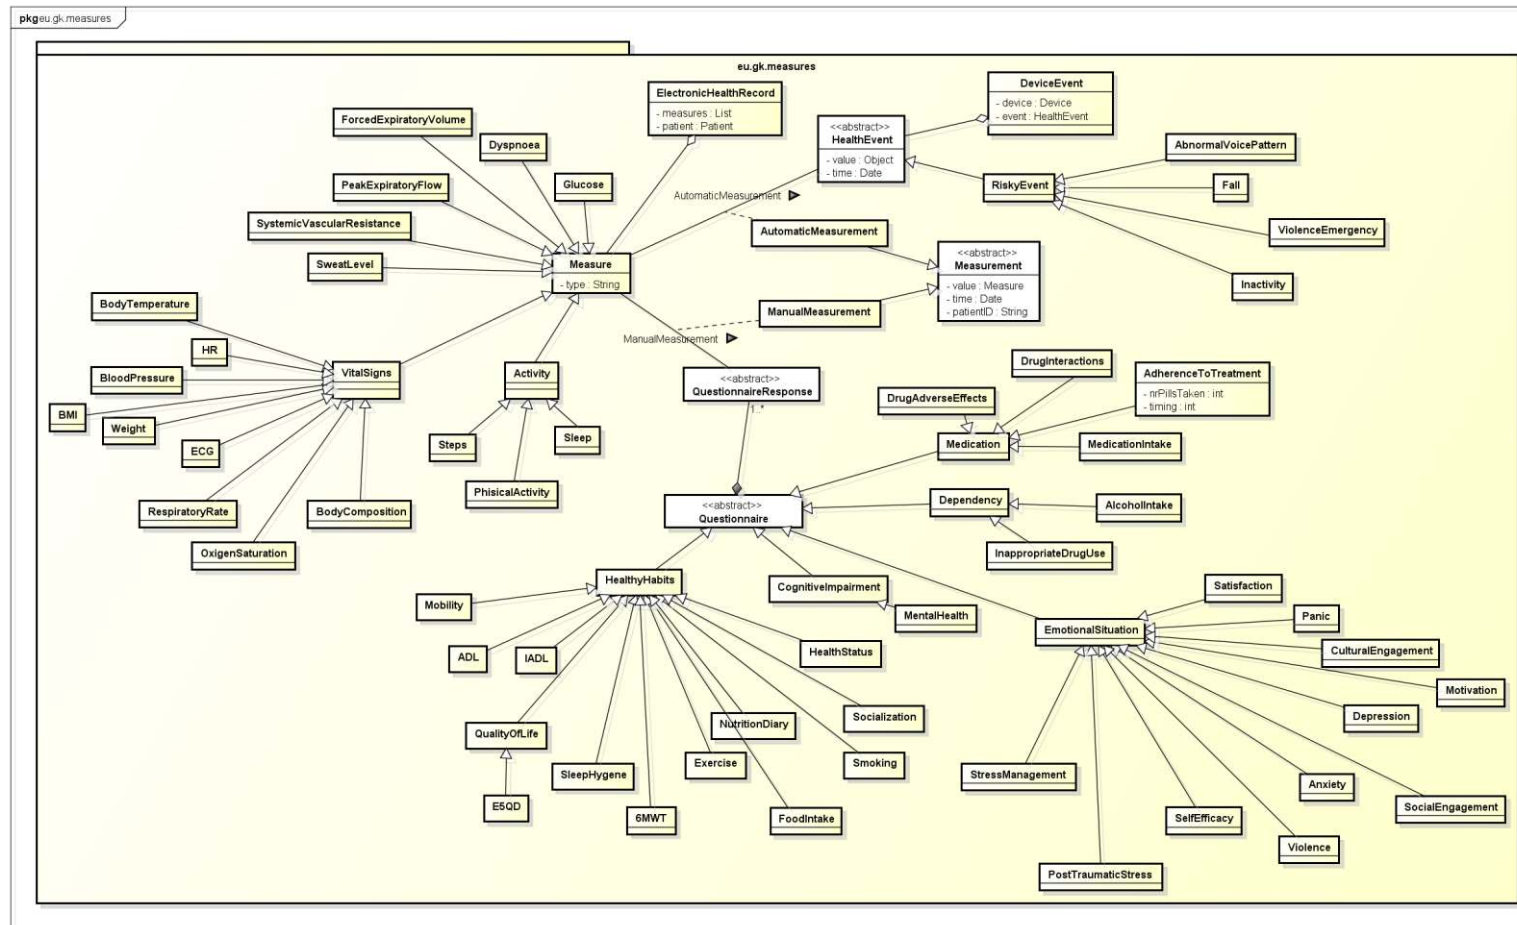 pkg eu.gk.measures
eu.gk.measures
ElectronicHealthRecord
- measures : List
- patient : Patient
DeviceEvent
- device : Device
- event : HealthEvent
ForcedExpiratoryVolume
<<abstract>>
HealthEvent
- value : Object
- time : Date
Dyspnoea
AbnormalVoicePattern
PeakExpiratoryFlow
Glucose
RiskyEvent
Fall
AutomaticMeasurement
SystemicVascularResistance
AutomaticMeasurement
ViolenceEmergency
SweatLevel
Measure
- type : String
<<abstract>>
Measurement
- value : Measure
- time : Date
- patientID : String
Inactivity
BodyTemperature
ManualMeasurement
ManualMeasurement
HR
BloodPressure
VitalSigns
Activity
<<abstract>>
QuestionnaireResponse
1..*
DrugInteractions
AdherenceToTreatment
- nrPillsTaken : int
- timing : int
DrugAdverseEffects
BMI
Weight
ECG
Steps
Sleep
Medication
MedicationIntake
PhisicalActivity
RespiratoryRate
BodyComposition
<<abstract>>
Questionnaire
Dependency
AlcoholIntake
OxigenSaturation
InappropriateDrugUse
HealthyHabits
CognitiveImpairment
Satisfaction
Mobility
MentalHealth
EmotionalSituation
Panic
ADL
IADL
HealthStatus
CulturalEngagement
Motivation
QualityOfLife
NutritionDiary
Socialization
Depression
SleepHygene
Exercise
Smoking
StressManagement
Anxiety
E5QD
6MWT
FoodIntake
SelfEfficacy
SocialEngagement
Violence
PostTraumaticStress